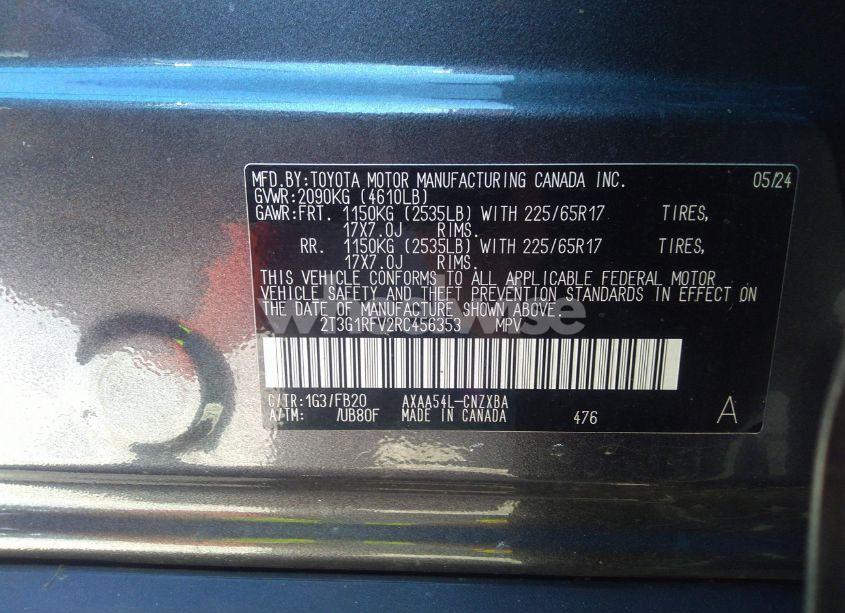 MFD.BY:TOYOTA MOTOR MANUFACTURING CANADA INC. 05/24
GVWR:2090KG (4610LB)
GAWR:FRT. 1150KG (2535LB) WITH 225/65R17 TIRES,
17X7.0J RIMS.
RR. 1150KG (2535LB) WITH 225/65R17 TIRES,
17X7.0J RIMS.
THIS VEHICLE CONFORMS TO ALL APPLICABLE FEDERAL MOTOR
VEHICLE SAFETY AND THEFT PREVENTION STANDARDS IN EFFECT ON
THE DATE OF MANUFACTURE SHOWN ABOVE.
2T3G1RFV2RC456353 MPV
C/TR:1G3/FB20 AXAA54L-CNZXBA
A/TM: /UB80F MADE IN CANADA 476 A